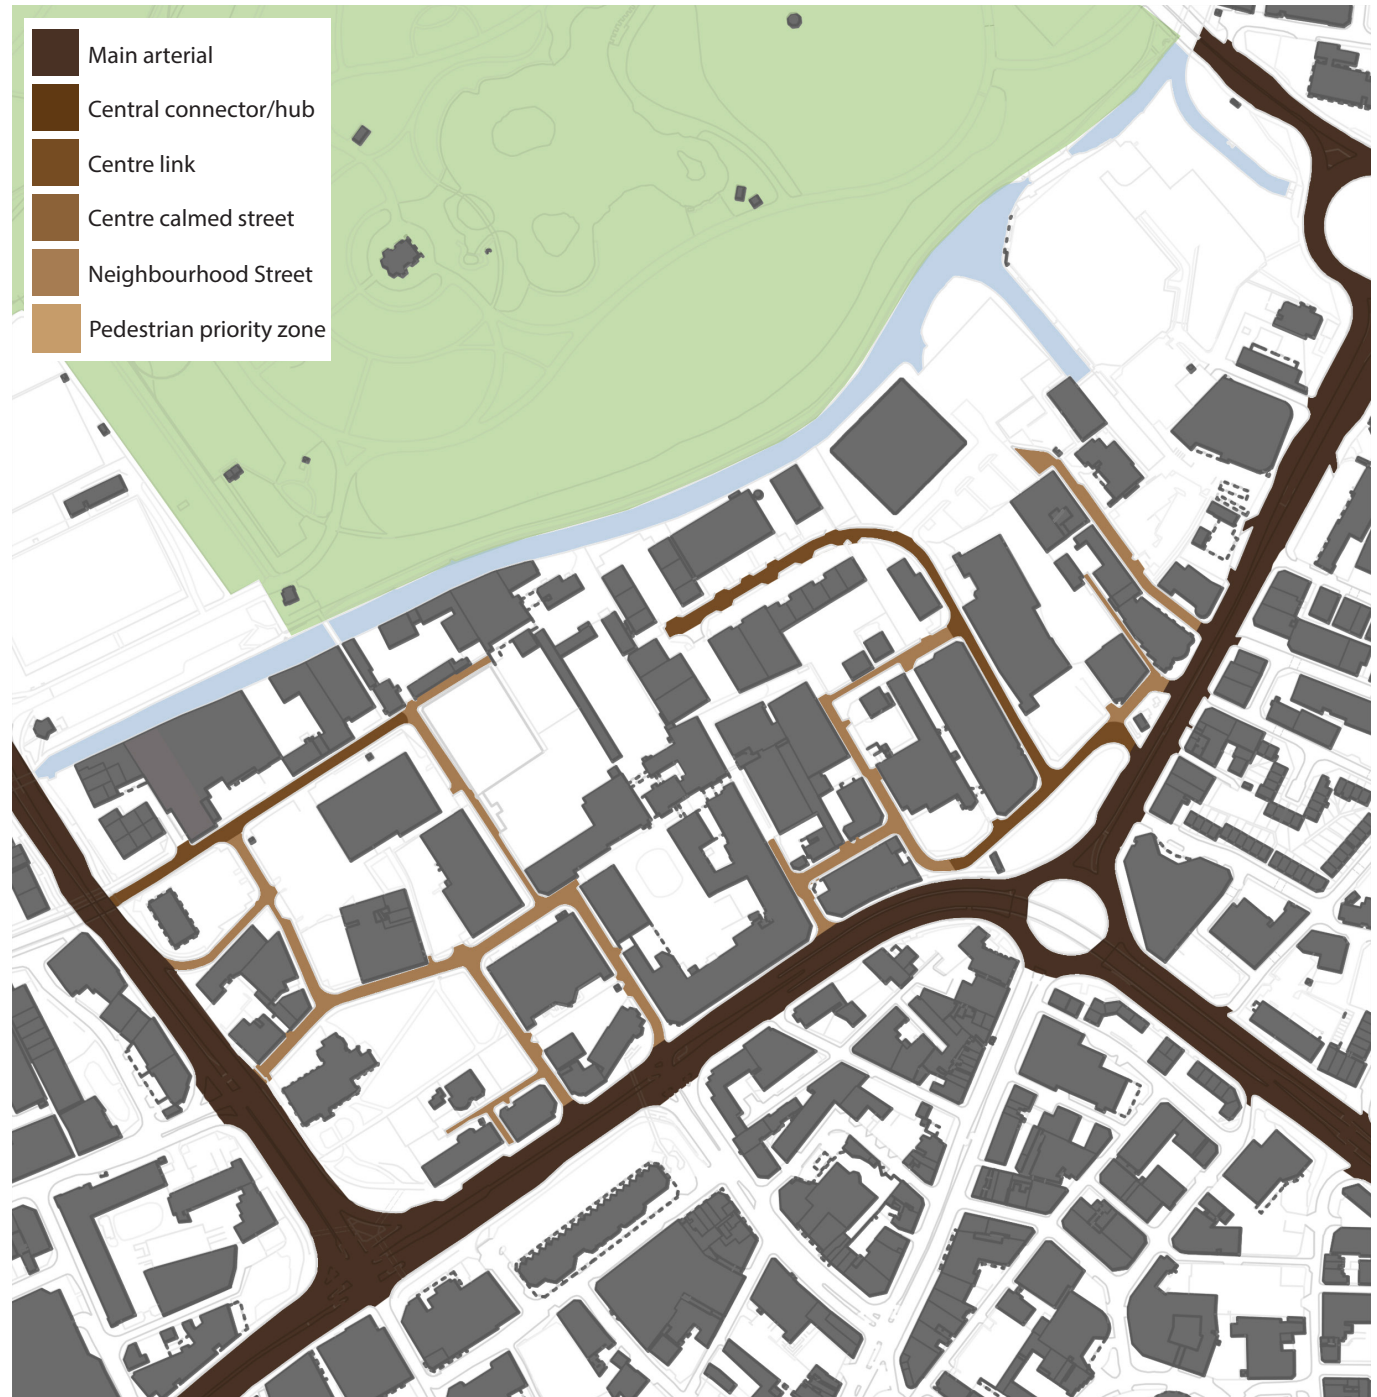 Main arterial
Central connector/hub
Centre link
Centre calmed street
Neighbourhood Street
Pedestrian priority zone